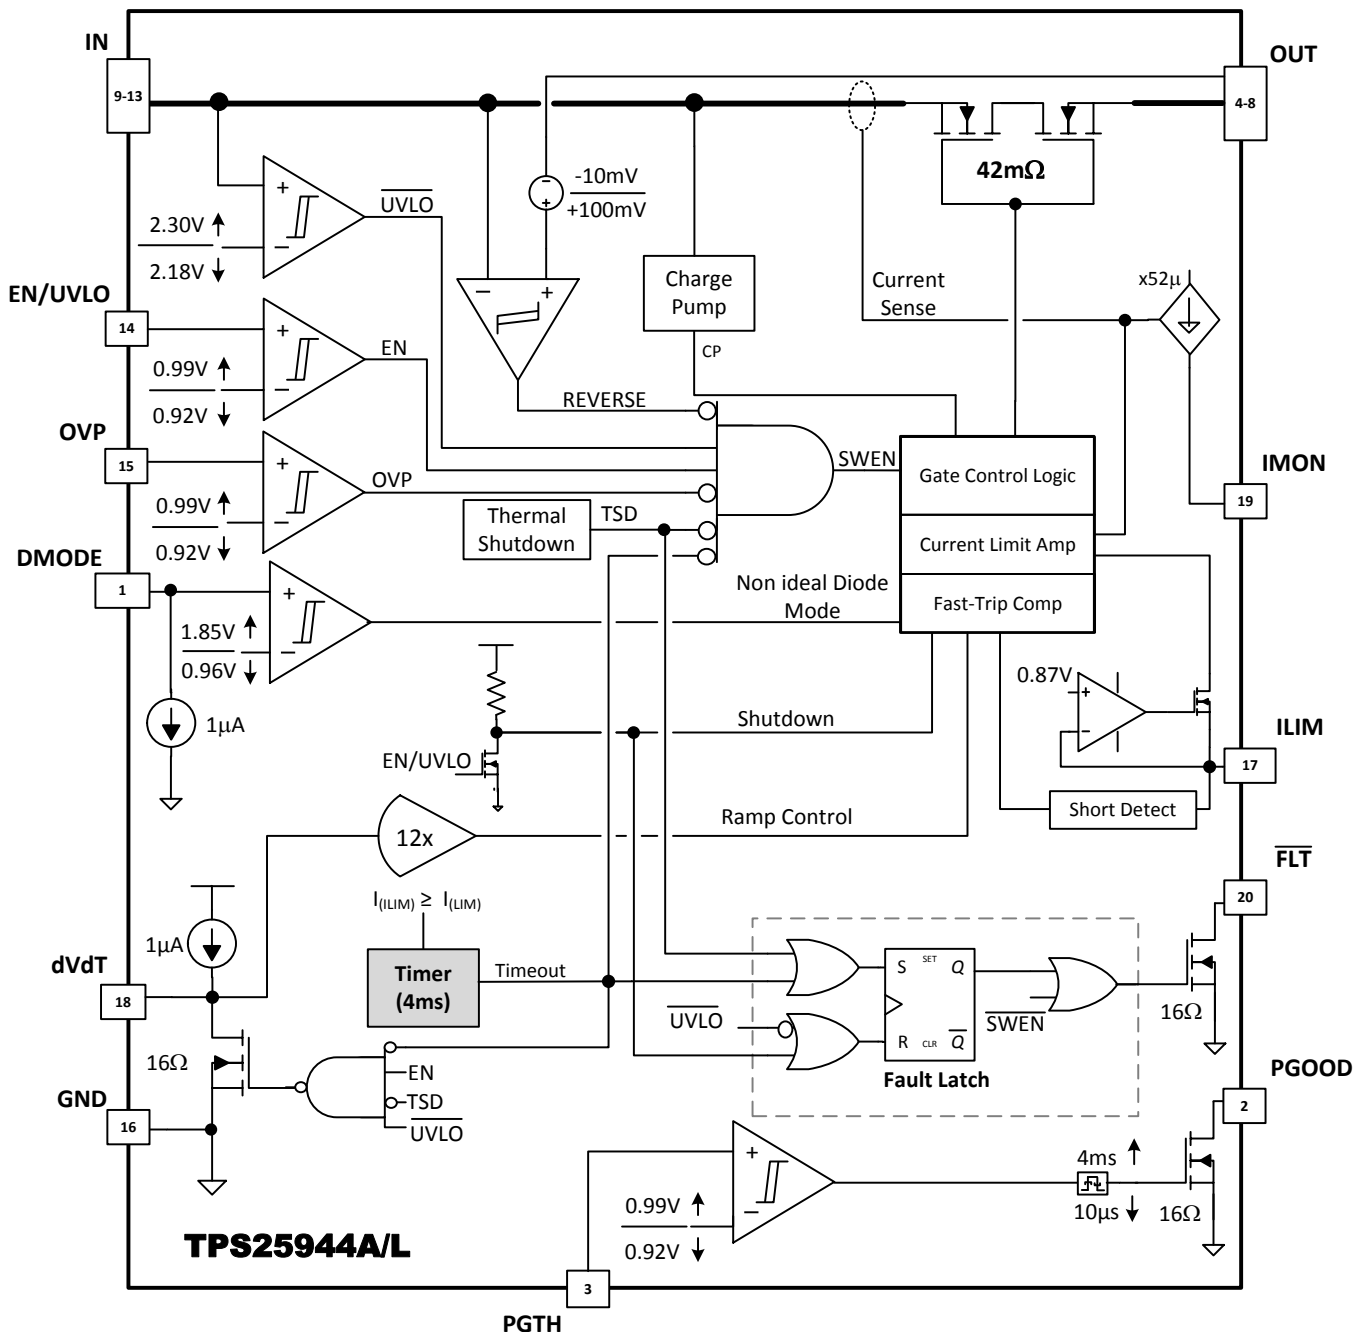 IN
9-13
OUT
4-8
-10mV
+100mV
42mΩ
+
−
UVLO
2.30V
2.18V
−
+
−
+
Charge
Pump
CP
Current
Sense
x52µ
EN/UVLO
14
+
−
EN
0.99V
0.92V
REVERSE
OVP
15
+
−
OVP
0.99V
0.92V
SWEN
Gate Control Logic
Current Limit Amp
Fast-Trip Comp
IMON
19
Thermal
Shutdown
TSD
DMODE
1
+
−
1.85V
0.96V
Non ideal Diode
Mode
1µA
0.87V
+
−
ILIM
17
Short Detect
Shutdown
EN/UVLO
12x
Ramp Control
I(ILIM) ≥ I(LIM)
Timer
(4ms)
Timeout
1µA
dVdT
18
16Ω
GND
16
EN
TSD
UVLO
UVLO
S
SET
Q
R
CLR
Q
Fault Latch
SWEN
FLT
20
16Ω
PGOOD
2
4ms
10µs
16Ω
+
−
0.99V
0.92V
TPS25944A/L
3
PGTH